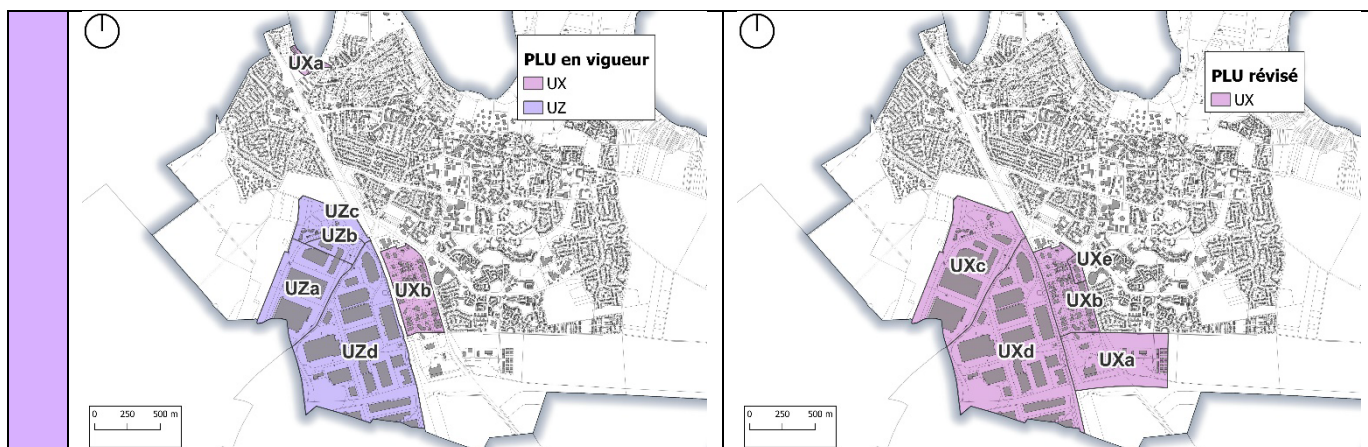 UXa
PLU en vigueur
UX
UZ
UZc
UZb
UZa
UXb
UZd
0 250 500 m
PLU révisé
UX
UXc
UXe
UXb
UXd
UXa
0 250 500 m